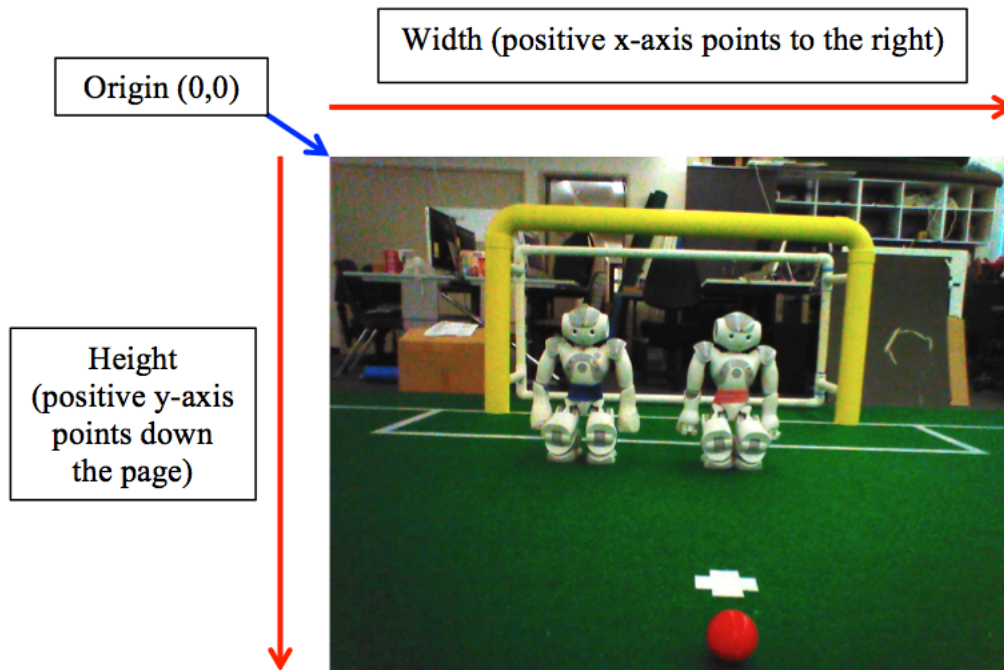 Width (positive x-axis points to the right)
Origin (0,0)
Height
(positive y-axis
points down
the page)